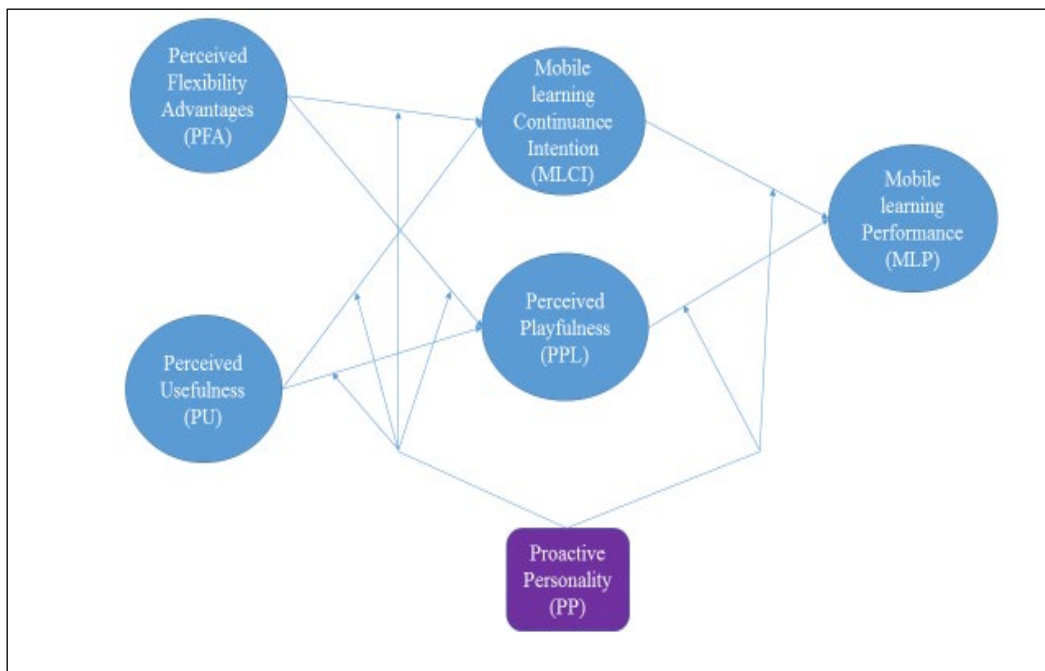 Perceived
Flexibility
Advantages
(PFA)
Mobile
learning
Continuance
Intention
(MLCI)
Mobile
learning
Performance
(MLP)
Perceived
Playfulness
(PPL)
Perceived
Usefulness
(PU)
Proactive
Personality
(PP)